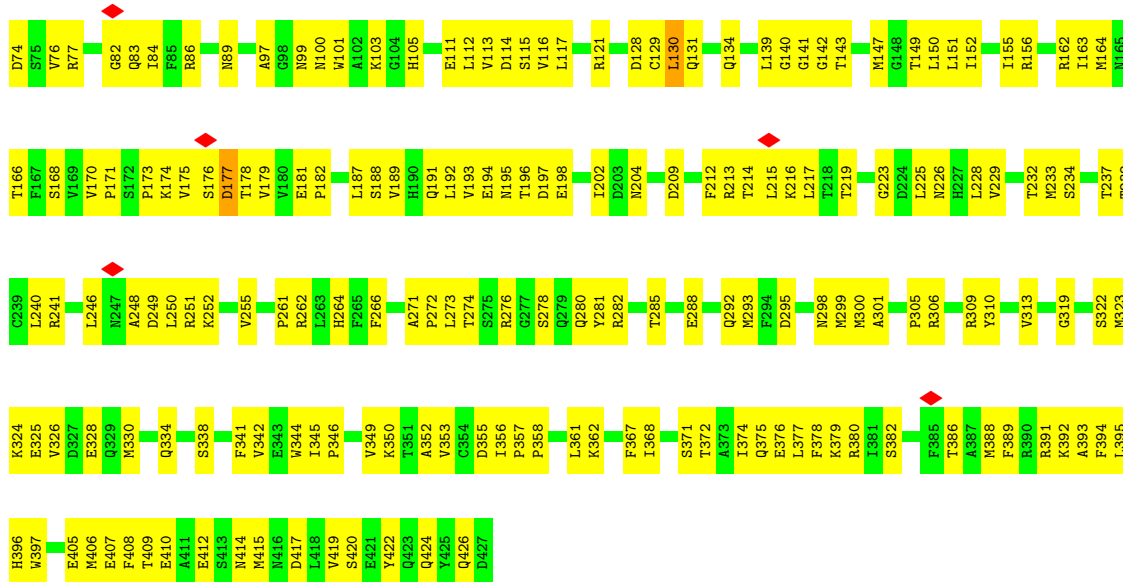 D74 S75 V76 R77 G82 Q83 I84 F85 R86 N89 A97 G98 N99 N100 W101 A102 K103 G104 H105 E111 L112 V113 D114 S115 V116 L117 R121 D128 C129 L130 Q131 Q134 L139 G140 G141 G142 T143 M147 G148 T149 L150 L151 I152 I155 R156 R162 I163 M164 N165
T166 F167 S168 V169 V170 P171 S172 P173 K174 V175 S176 D177 T178 V179 V180 E181 P182 L187 S188 V189 H190 Q191 L192 V193 E194 N195 T196 D197 E198 I202 D203 N204 D209 F212 R213 T214 L215 K216 L217 T218 T219 G223 D224 L225 N226 H227 L228 V229 T232 M233 S234 T237
C239 L240 R241 L246 N247 A248 D249 L250 R251 K252 V255 P261 R262 L263 H264 F265 F266 A271 P272 L273 T274 S275 R276 G277 S278 Q279 Q280 Y281 R282 T285 E288 Q292 M293 F294 D295 N298 M299 M300 A301 P305 R306 R309 Y310 V313 G319 S322 M323
K324 E325 V326 D327 E328 Q329 M330 Q334 S338 F341 V342 E343 W344 I345 P346 V349 K350 T351 A352 V353 C354 D355 I356 P357 P358 L361 K362 F367 I368 S371 T372 A373 I374 Q375 E376 L377 F378 K379 R380 I381 S382 F385 T386 A387 M388 F389 R390 R391 K392 A393 F394 L395
H396 W397 E405 M406 E407 F408 T409 E410 A411 E412 S413 N414 M415 N416 D417 L418 V419 S420 E421 Y422 Q423 Q424 Y425 Q426 D427